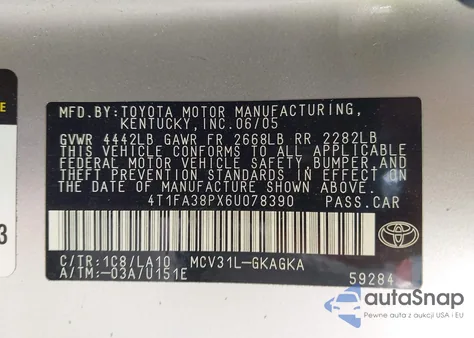 E
3
MFD.BY: TOYOTA MOTOR MANUFACTURING,
KENTUCKY, INC. 06/05
GVWR 4442LB GAWR FR 2668LB RR 2282LB
THIS VEHICLE CONFORMS TO ALL APPLICABLE
FEDERAL MOTOR VEHICLE SAFETY, BUMPER, AND
THEFT PREVENTION STANDARDS IN EFFECT ON
THE DATE OF MANUFACTURE SHOWN ABOVE.
4T1FA38PX6U078390 PASS.CAR
C/TR:1C8/LA10 MCV31L-GKAGKA
A/TM:-03A/U151E
59284
TOYOTA
autoSnap
Pewne auta z aukcji USA i EU